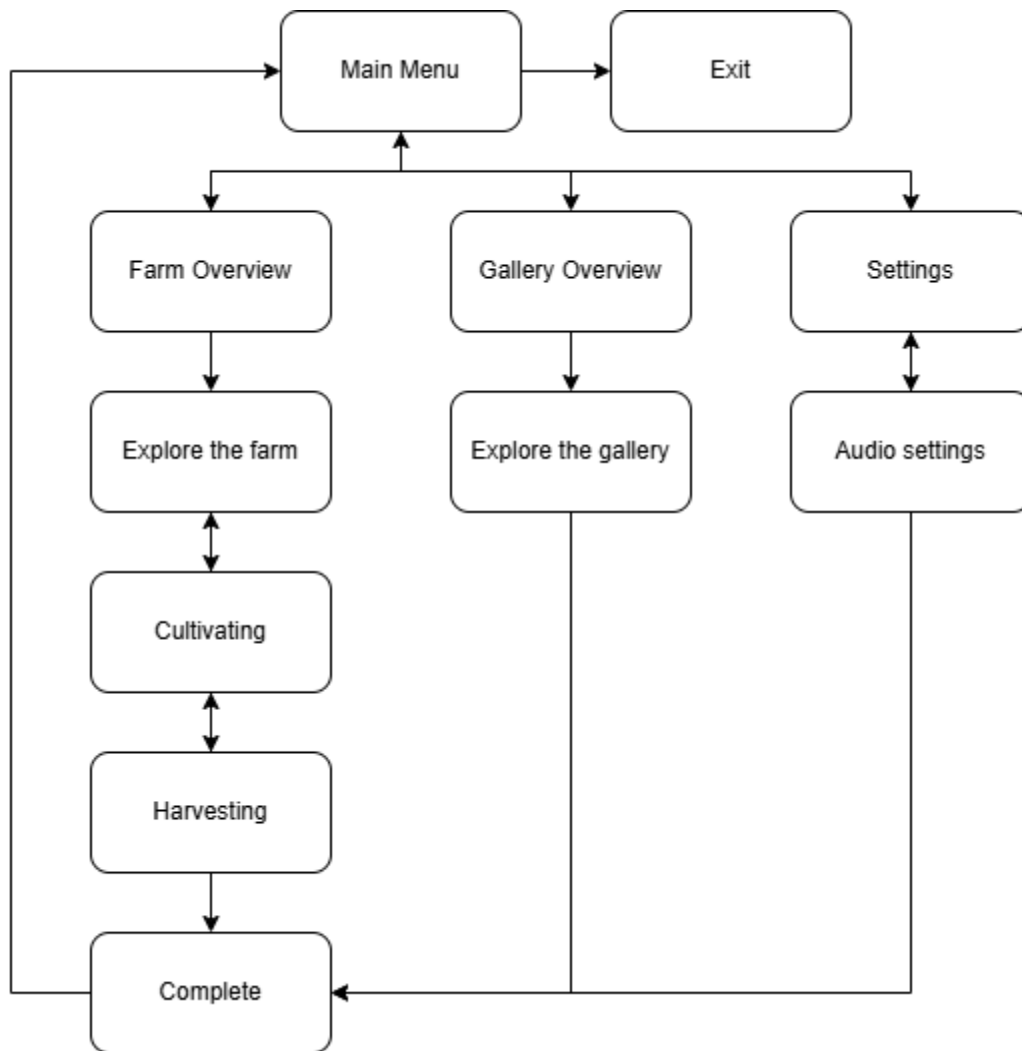 Main Menu
Exit
Farm Overview
Gallery Overview
Settings
Explore the farm
Explore the gallery
Audio settings
Cultivating
Harvesting
Complete